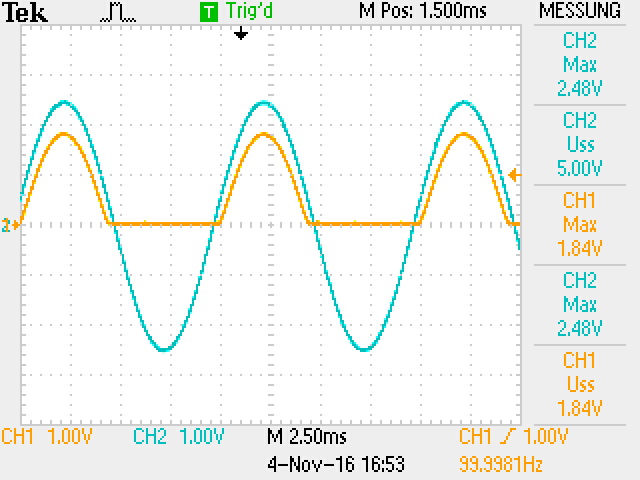 Tek T Trig'd M Pos: 1.500ms MESSUNG
CH2
Max
2.48V
CH2
Uss
5.00V
CH1
Max
1.84V
CH2
Max
2.48V
CH1
Uss
1.84V
2
CH1 1.00V CH2 1.00V M 2.50ms CH1 1.00V
4-Nov-16 16:53 99.9981Hz